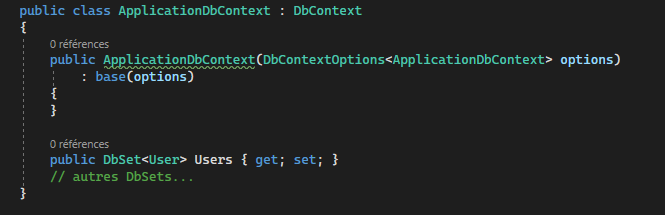 public class ApplicationDbContext : DbContext
{
0 références
public ApplicationDbContext(DbContextOptions<ApplicationDbContext> options)
: base(options)
{
}
0 références
public DbSet<User> Users { get; set; }
// autres DbSets...
}